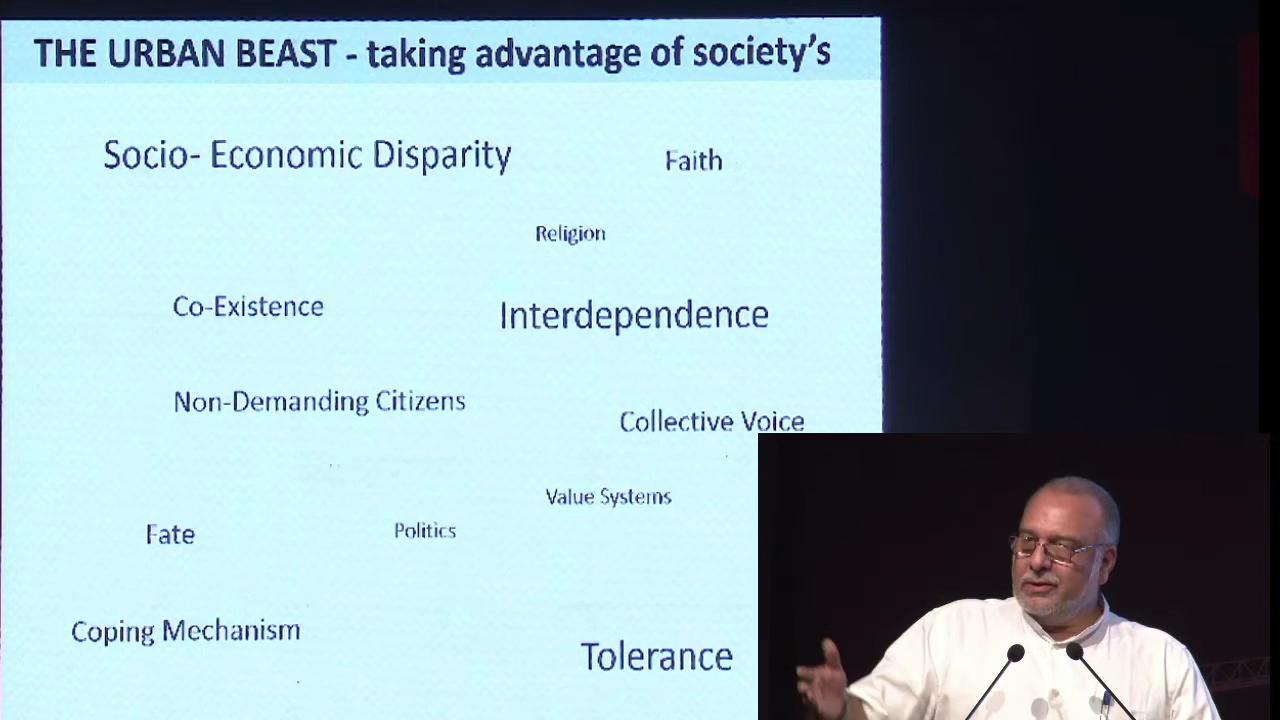 THE URBAN BEAST - taking advantage of society's
Socio- Economic Disparity
Faith
Religion
Co-Existence
Interdependence
Non-Demanding Citizens
Collective Voice
Value Systems
Fate
Politics
Coping Mechanism
Tolerance